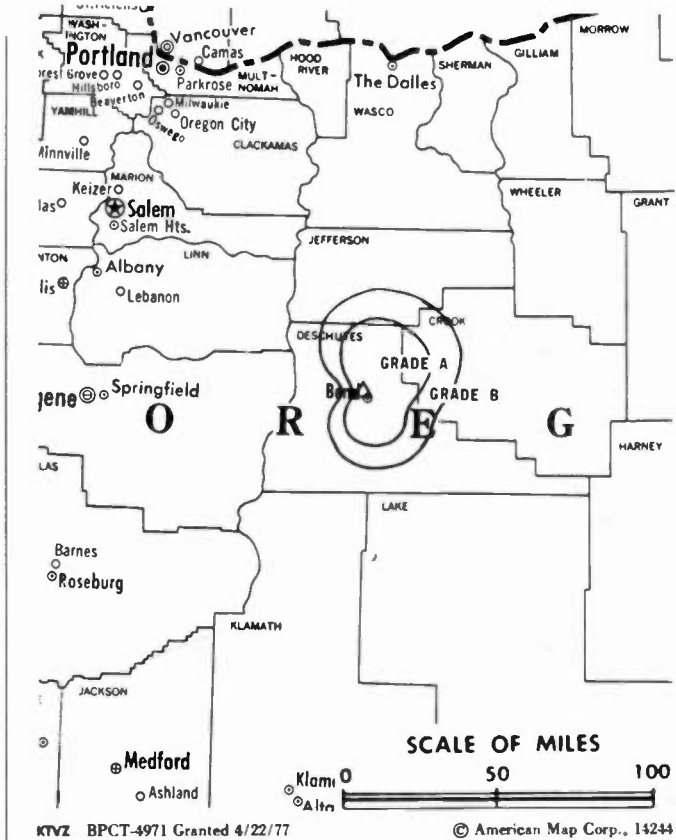 WASH-
INGTON
Vancouver
Portland
Camas
MULT-
NOMAH
HOOD
RIVER
The Dalles
SHERMAN
GILLIAM
MORROW
Hillsboro
Parkrose
Beaverton
Milwaukie
YAMHILL
Oswego
Oregon City
WASCO
CLACKAMAS
MARION
Keizer
WHEELER
GRANT
Salem
Salem Hts.
JEFFERSON
LINN
Albany
Lebanon
DESCHUTES
CROOK
GRADE A
Bend
GRADE B
Springfield
O R E G
HARNEY
LAKE
Barnes
Roseburg
KLAMATH
JACKSON
SCALE OF MILES
Medford
0 50 100
Ashland
KTVZ BPCT-4971 Granted 4/22/77
© American Map Corp., 14244